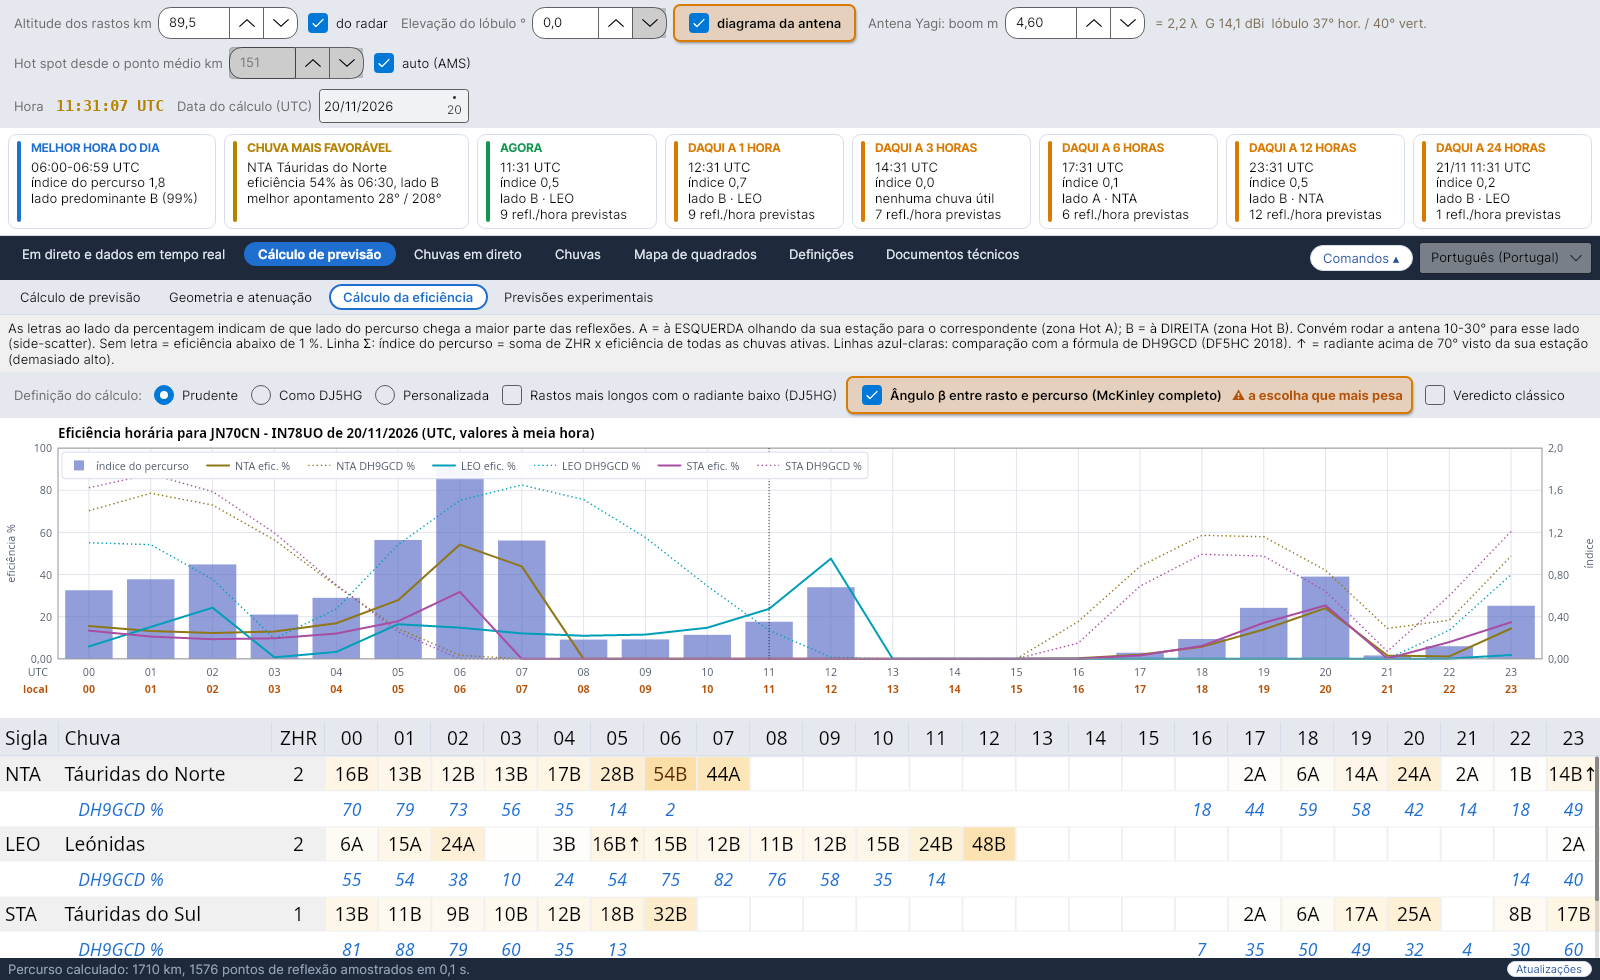 Altitude dos rastos km 89,5 do radar Elevação do lóbulo ° 0,0 diagrama da antena Antena Yagi: boom m 4,60 = 2,2 λ G 14,1 dBi lóbulo 37° hor. / 40° vert.
Hot spot desde o ponto médio km 151 auto (AMS)
Hora 11:31:07 UTC Data do cálculo (UTC) 20/11/2026 20
MELHOR HORA DO DIA
06:00-06:59 UTC
índice do percurso 1,8
lado predominante B (99%)
CHUVA MAIS FAVORÁVEL
NTA Táuridas do Norte
eficiência 54% às 06:30, lado B
melhor apontamento 28° / 208°
AGORA
11:31 UTC
índice 0,5
lado B · LEO
9 refl./hora previstas
DAQUI A 1 HORA
12:31 UTC
índice 0,7
lado B · LEO
9 refl./hora previstas
DAQUI A 3 HORAS
14:31 UTC
índice 0,0
nenhuma chuva útil
7 refl./hora previstas
DAQUI A 6 HORAS
17:31 UTC
índice 0,1
lado A · NTA
6 refl./hora previstas
DAQUI A 12 HORAS
23:31 UTC
índice 0,5
lado B · NTA
12 refl./hora previstas
DAQUI A 24 HORAS
21/11 11:31 UTC
índice 0,2
lado B · LEO
1 refl./hora previstas
Em direto e dados em tempo real Cálculo de previsão Chuvas em direto Chuvas Mapa de quadrados Definições Documentos técnicos Comandos ▴ Português (Portugal)
Cálculo de previsão Geometria e atenuação Cálculo da eficiência Previsões experimentais
As letras ao lado da percentagem indicam de que lado do percurso chega a maior parte das reflexões. A = à ESQUERDA olhando da sua estação para o correspondente (zona Hot A); B = à DIREITA (zona Hot B). Convém rodar a antena 10-30° para esse lado
(side-scatter). Sem letra = eficiência abaixo de 1 %. Linha Σ: índice do percurso = soma de ZHR x eficiência de todas as chuvas ativas. Linhas azul-claras: comparação com a fórmula de DH9GCD (DF5HC 2018). ↑ = radiante acima de 70° visto da sua estação
(demasiado alto).
Definição do cálculo: Prudente Como DJ5HG Personalizada Rastos mais longos com o radiante baixo (DJ5HG) Ângulo β entre rasto e percurso (McKinley completo) ⚠ a escolha que mais pesa Veredicto clássico
Eficiência horária para JN70CN - IN78UO de 20/11/2026 (UTC, valores à meia hora)
índice do percurso NTA efic. % NTA DH9GCD % LEO efic. % LEO DH9GCD % STA efic. % STA DH9GCD %
100 2,0
80 1,6
60 1,2
40 0,80
20 0,40
0,00 0,00
eficiência %
índice
UTC 00 01 02 03 04 05 06 07 08 09 10 11 12 13 14 15 16 17 18 19 20 21 22 23
local 00 01 02 03 04 05 06 07 08 09 10 11 12 13 14 15 16 17 18 19 20 21 22 23
Sigla Chuva ZHR 00 01 02 03 04 05 06 07 08 09 10 11 12 13 14 15 16 17 18 19 20 21 22 23
NTA Táuridas do Norte 2 16B 13B 12B 13B 17B 28B 54B 44A 2A 6A 14A 24A 2A 1B 14B↑
DH9GCD % 70 79 73 56 35 14 2 18 44 59 58 42 14 18 49
LEO Leónidas 2 6A 15A 24A 3B 16B↑ 15B 12B 11B 12B 15B 24B 48B 2A
DH9GCD % 55 54 38 10 24 54 75 82 76 58 35 14 14 40
STA Táuridas do Sul 1 13B 11B 9B 10B 12B 18B 32B 2A 6A 17A 25A 8B 17B
DH9GCD % 81 88 79 60 35 13 7 35 50 49 32 4 30 60
Percurso calculado: 1710 km, 1576 pontos de reflexão amostrados em 0,1 s. Atualizações